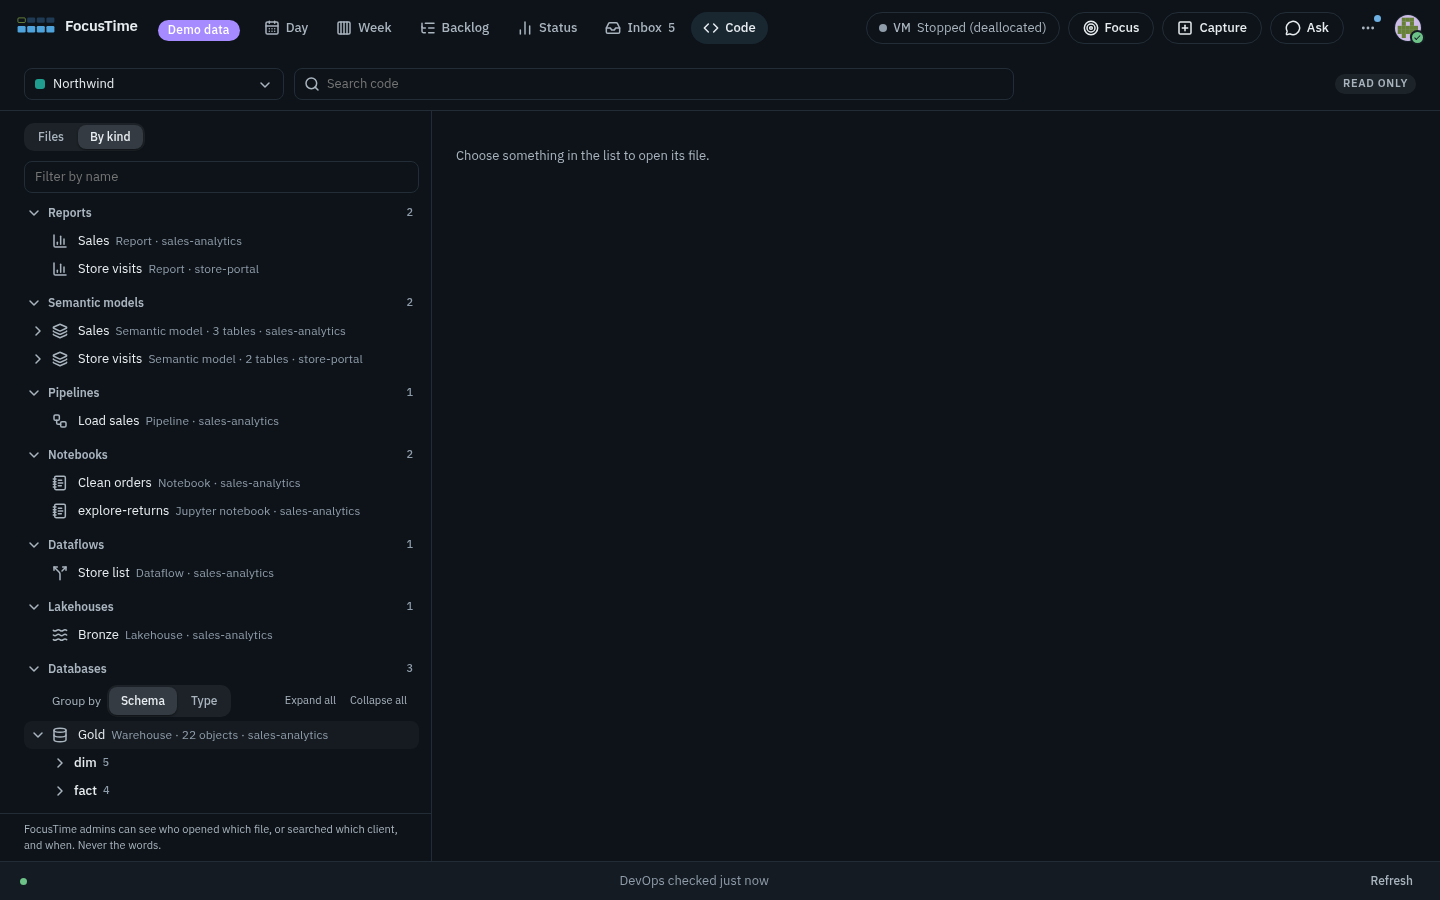 FocusTime
Demo data
Day
Week
Backlog
Status
Inbox 5
Code
VM Stopped (deallocated)
Focus
Capture
Ask
Northwind
Search code
READ ONLY
Files
By kind
Choose something in the list to open its file.
Filter by name
Reports 2
Sales Report · sales-analytics
Store visits Report · store-portal
Semantic models 2
Sales Semantic model · 3 tables · sales-analytics
Store visits Semantic model · 2 tables · store-portal
Pipelines 1
Load sales Pipeline · sales-analytics
Notebooks 2
Clean orders Notebook · sales-analytics
explore-returns Jupyter notebook · sales-analytics
Dataflows 1
Store list Dataflow · sales-analytics
Lakehouses 1
Bronze Lakehouse · sales-analytics
Databases 3
Group by Schema Type Expand all Collapse all
Gold Warehouse · 22 objects · sales-analytics
dim 5
fact 4
FocusTime admins can see who opened which file, or searched which client,
and when. Never the words.
DevOps checked just now
Refresh